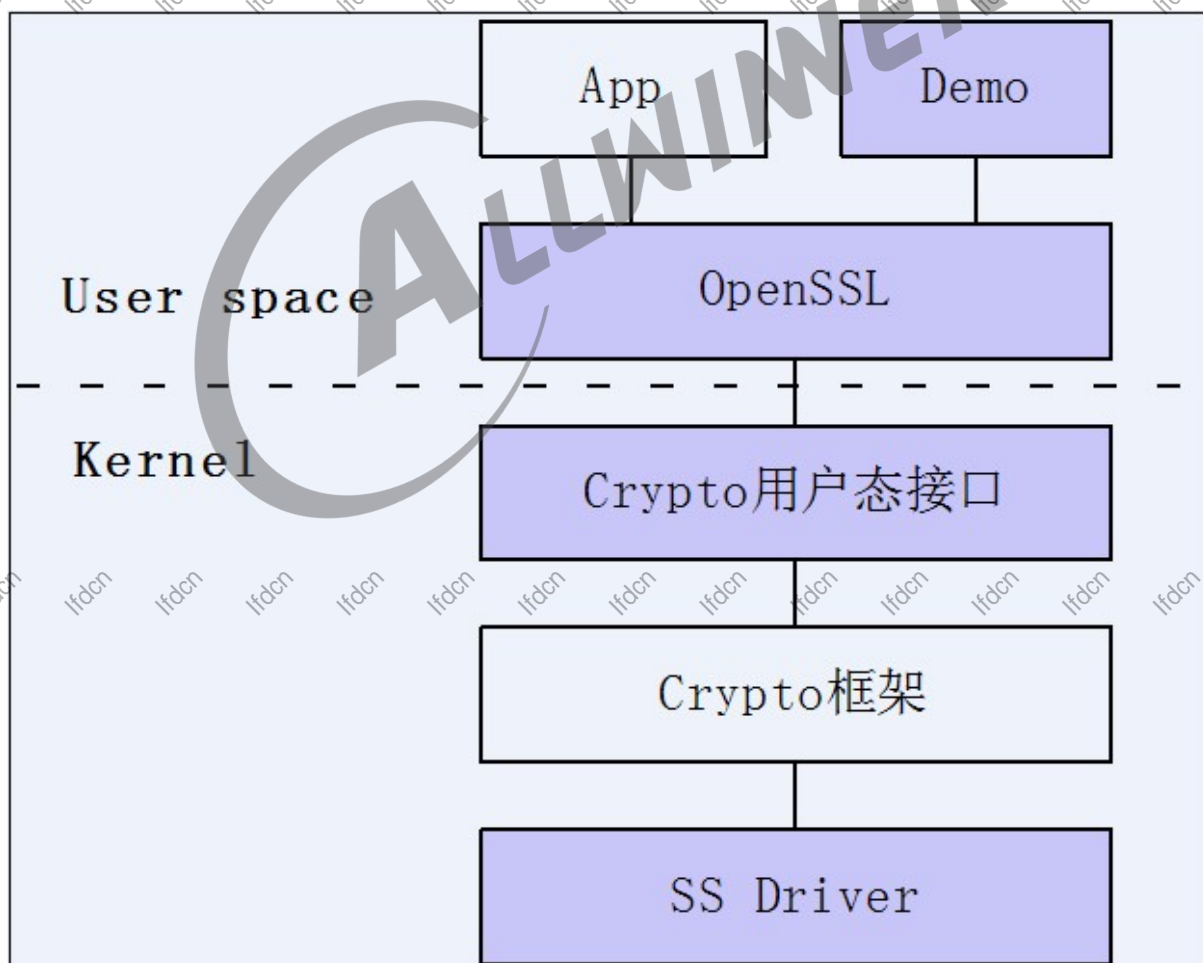 App
Demo
OpenSSL
User space
Kernel
Crypto用户态接口
Crypto框架
SS Driver